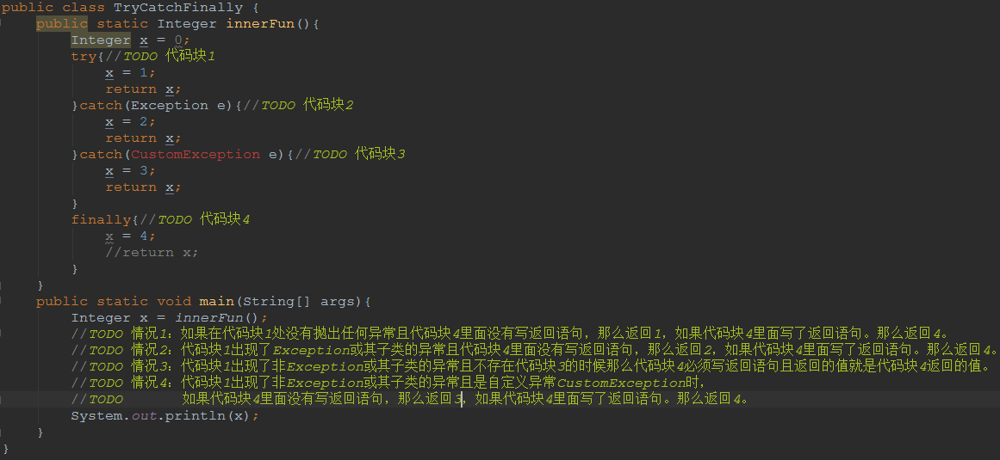 public class TryCatchFinally {
    public static Integer innerFun(){
        Integer x = 0;
        try{//TODO 代码块1
            x = 1;
            return x;
        }catch(Exception e){//TODO 代码块2
            x = 2;
            return x;
        }catch(CustomException e){//TODO 代码块3
            x = 3;
            return x;
        }
        finally{//TODO 代码块4
            x = 4;
            //return x;
        }
    }
    public static void main(String[] args){
        Integer x = innerFun();
        //TODO 情况1：如果在代码块1处没有抛出任何异常且代码块4里面没有写返回语句，那么返回1，如果代码块4里面写了返回语句。那么返回4。
        //TODO 情况2：代码块1出现了Exception或其子类的异常且代码块4里面没有写返回语句，那么返回2，如果代码块4里面写了返回语句。那么返回4。
        //TODO 情况3：代码块1出现了非Exception或其子类的异常且不存在代码块3的时候那么代码块4必须写返回语句且返回的值就是代码块4返回的值。
        //TODO 情况4：代码块1出现了非Exception或其子类的异常且是自定义异常CustomException时，
        //TODO       如果代码块4里面没有写返回语句，那么返回3，如果代码块4里面写了返回语句。那么返回4。
        System.out.println(x);
    }
}